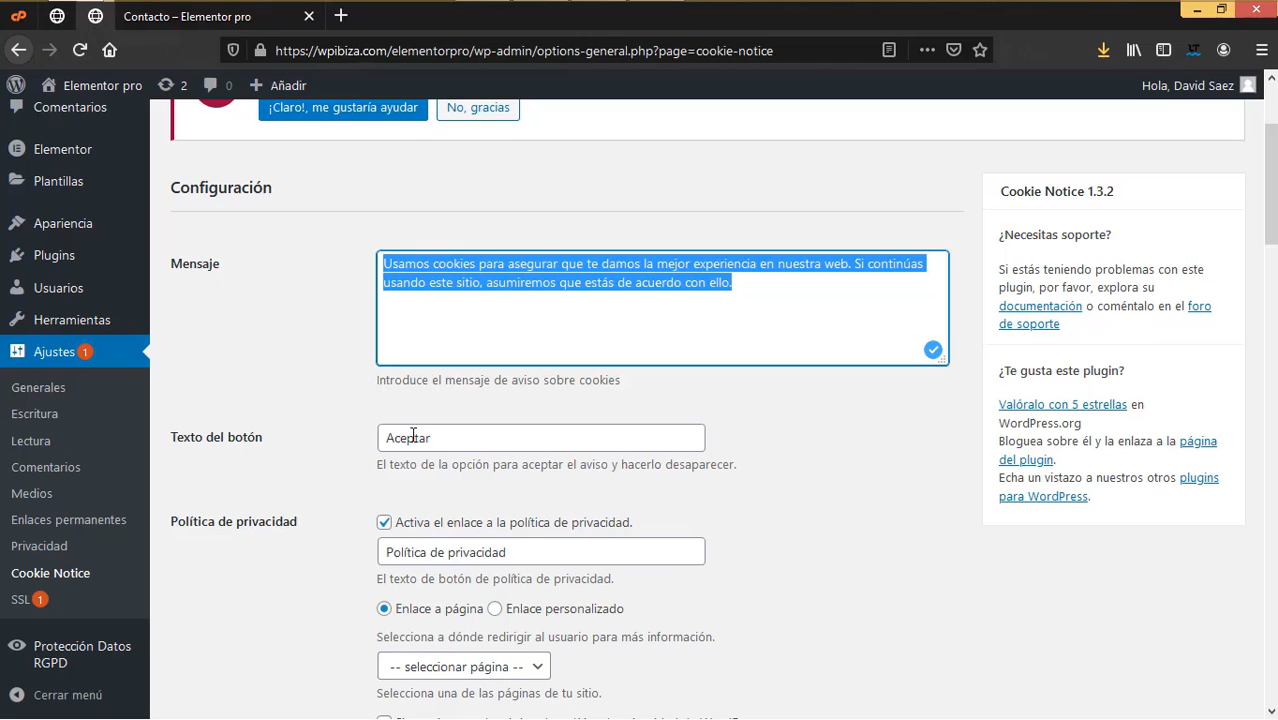 Contacto – Elementor pro
https://wpibiza.com/elementorpro/wp-admin/options-general.php?page=cookie-notice
Elementor pro
2
0
Añadir
Hola, David Saez
Comentarios
Elementor
Plantillas
Apariencia
Plugins
Usuarios
Herramientas
Ajustes 1
Generales
Escritura
Lectura
Comentarios
Medios
Enlaces permanentes
Privacidad
Cookie Notice
SSL 1
Protección Datos
RGPD
Cerrar menú
¡Claro!, me gustaría ayudar
No, gracias
Configuración
Mensaje
Usamos cookies para asegurar que te damos la mejor experiencia en nuestra web. Si continúas
usando este sitio, asumiremos que estás de acuerdo con ello.
Introduce el mensaje de aviso sobre cookies
Texto del botón
Aceptar
El texto de la opción para aceptar el aviso y hacerlo desaparecer.
Política de privacidad
Activa el enlace a la política de privacidad.
Política de privacidad
El texto de botón de política de privacidad.
Enlace a página
Enlace personalizado
Selecciona a dónde redirigir al usuario para más información.
-- seleccionar página --
Selecciona una de las páginas de tu sitio.
Cookie Notice 1.3.2
¿Necesitas soporte?
Si estás teniendo problemas con este
plugin, por favor, explora su
documentación o coméntalo en el foro
de soporte
¿Te gusta este plugin?
Valóralo con 5 estrellas en
WordPress.org
Bloguea sobre él y la enlaza a la página
del plugin.
Echa un vistazo a nuestros otros plugins
para WordPress.